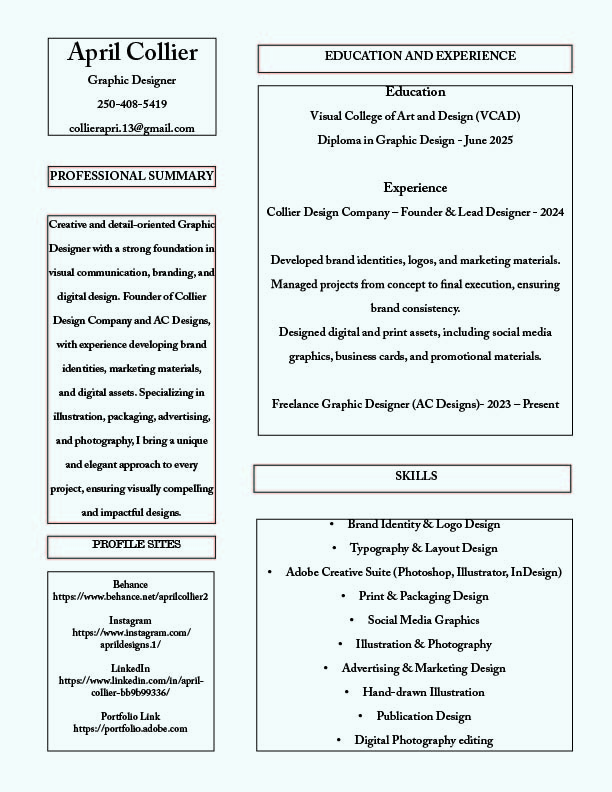 April Collier
Graphic Designer
250-408-5419
collierapri.13@gmail.com
PROFESSIONAL SUMMARY
Creative and detail-oriented Graphic
Designer with a strong foundation in
visual communication, branding, and
digital design. Founder of Collier
Design Company and AC Designs,
with experience developing brand
identities, marketing materials,
and digital assets. Specializing in
illustration, packaging, advertising,
and photography, I bring a unique
and elegant approach to every
project, ensuring visually compelling
and impactful designs.
PROFILE SITES
Behance
https://www.behance.net/aprilcollier2
Instagram
https://www.instagram.com/
aprildesigns.1/
LinkedIn
https://www.linkedin.com/in/april-
collier-bb9b99336/
Portfolio Link
https://portfolio.adobe.com
EDUCATION AND EXPERIENCE
Education
Visual College of Art and Design (VCAD)
Diploma in Graphic Design - June 2025
Experience
Collier Design Company – Founder & Lead Designer - 2024
Developed brand identities, logos, and marketing materials.
Managed projects from concept to final execution, ensuring
brand consistency.
Designed digital and print assets, including social media
graphics, business cards, and promotional materials.
Freelance Graphic Designer (AC Designs)- 2023 – Present
SKILLS
• Brand Identity & Logo Design
• Typography & Layout Design
• Adobe Creative Suite (Photoshop, Illustrator, InDesign)
• Print & Packaging Design
• Social Media Graphics
• Illustration & Photography
• Advertising & Marketing Design
• Hand-drawn Illustration
• Publication Design
• Digital Photography editing